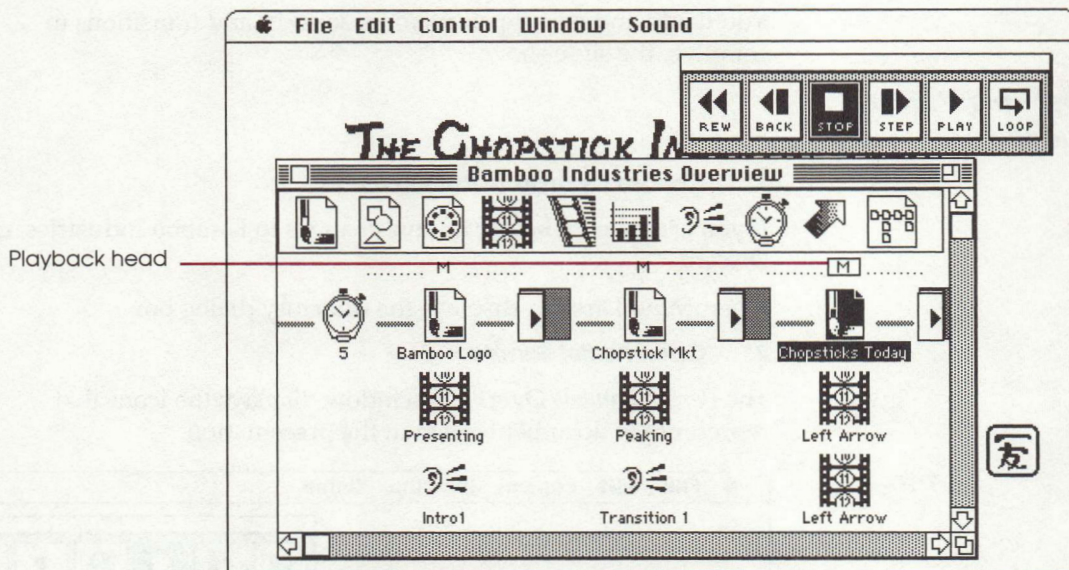 File Edit Control Window Sound
REW BACK STOP STEP PLAY LOOP
THE CHOPSTICK
Bamboo Industries Overview
Playback head
M M M
5 Bamboo Logo Chopstick Mkt Chopsticks Today
Presenting Peaking Left Arrow
Intro1 Transition 1 Left Arrow
友